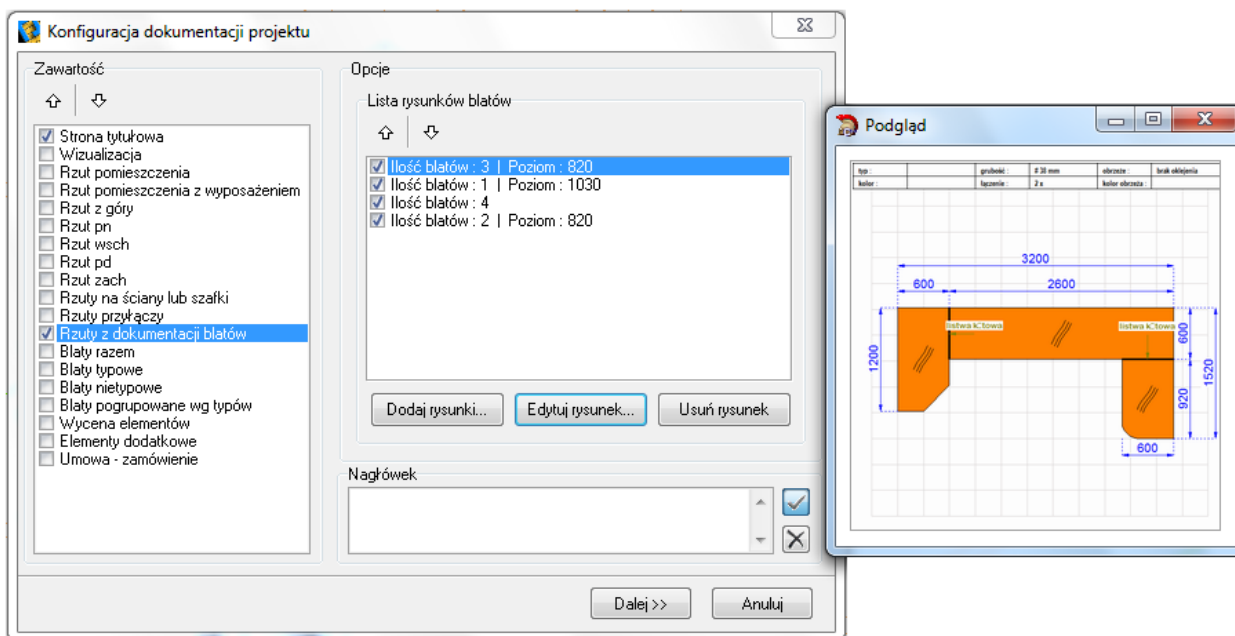 Konfiguracja dokumentacji projektu
Zawartość
Strona tytułowa
Wizualizacja
Rzut pomieszczenia
Rzut pomieszczenia z wyposażeniem
Rzut z góry
Rzut pn
Rzut wsch
Rzut pd
Rzut zach
Rzuty na ściany lub szafki
Rzuty przyłączy
Rzuty z dokumentacji blatów
Blaty razem
Blaty typowe
Blaty nietypowe
Blaty pogrupowane wg typów
Wycena elementów
Elementy dodatkowe
Umowa - zamówienie
Opcje
Lista rysunków blatów
Ilość blatów : 3 | Poziom : 820
Ilość blatów : 1 | Poziom : 1030
Ilość blatów : 4
Ilość blatów : 2 | Poziom : 820
Dodaj rysunki... Edytuj rysunek... Usuń rysunek
Nagłówek
Dalej >> Anuluj
Podgląd
typ : grubość : # 38 mm obrzeże : brak oklejenia
kolor : łączenie : 2 x kolor obrzeża :
3200
600 2600
listwa kątowa listwa kątowa
600
1200
1520
920
600